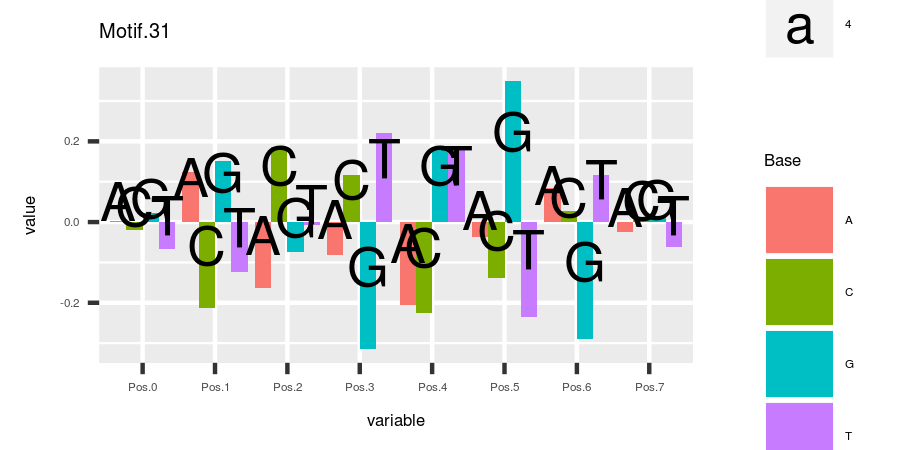 Motif.31
a 4
value
0.2
0.0
-0.2
A C G T A C G T A C G T A C G T A C G T A C G T A C G T A C G T
Pos.0 Pos.1 Pos.2 Pos.3 Pos.4 Pos.5 Pos.6 Pos.7
variable
Base
A
C
G
T